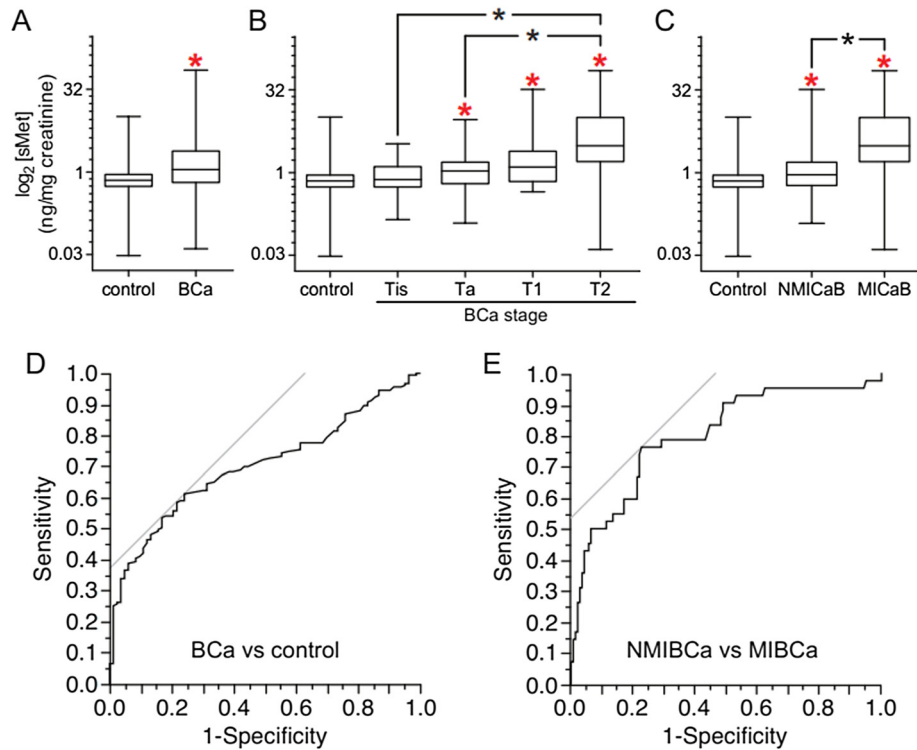 A
B
C
log2 [sMet]
(ng/mg creatinine)
32
1
0.03
control
BCa
*
32
1
0.03
control
Tis
Ta
T1
T2
BCa stage
*
*
*
*
*
32
1
0.03
Control
NMICaB
MICaB
*
*
*
D
Sensitivity
1.0
0.9
0.8
0.7
0.6
0.5
0.4
0.3
0.2
0.1
0.0
BCa vs control
0.0
0.2
0.4
0.6
0.8
1.0
1-Specificity
E
Sensitivity
1.0
0.9
0.8
0.7
0.6
0.5
0.4
0.3
0.2
0.1
0.0
NMIBCa vs MIBCa
0.0
0.2
0.4
0.6
0.8
1.0
1-Specificity